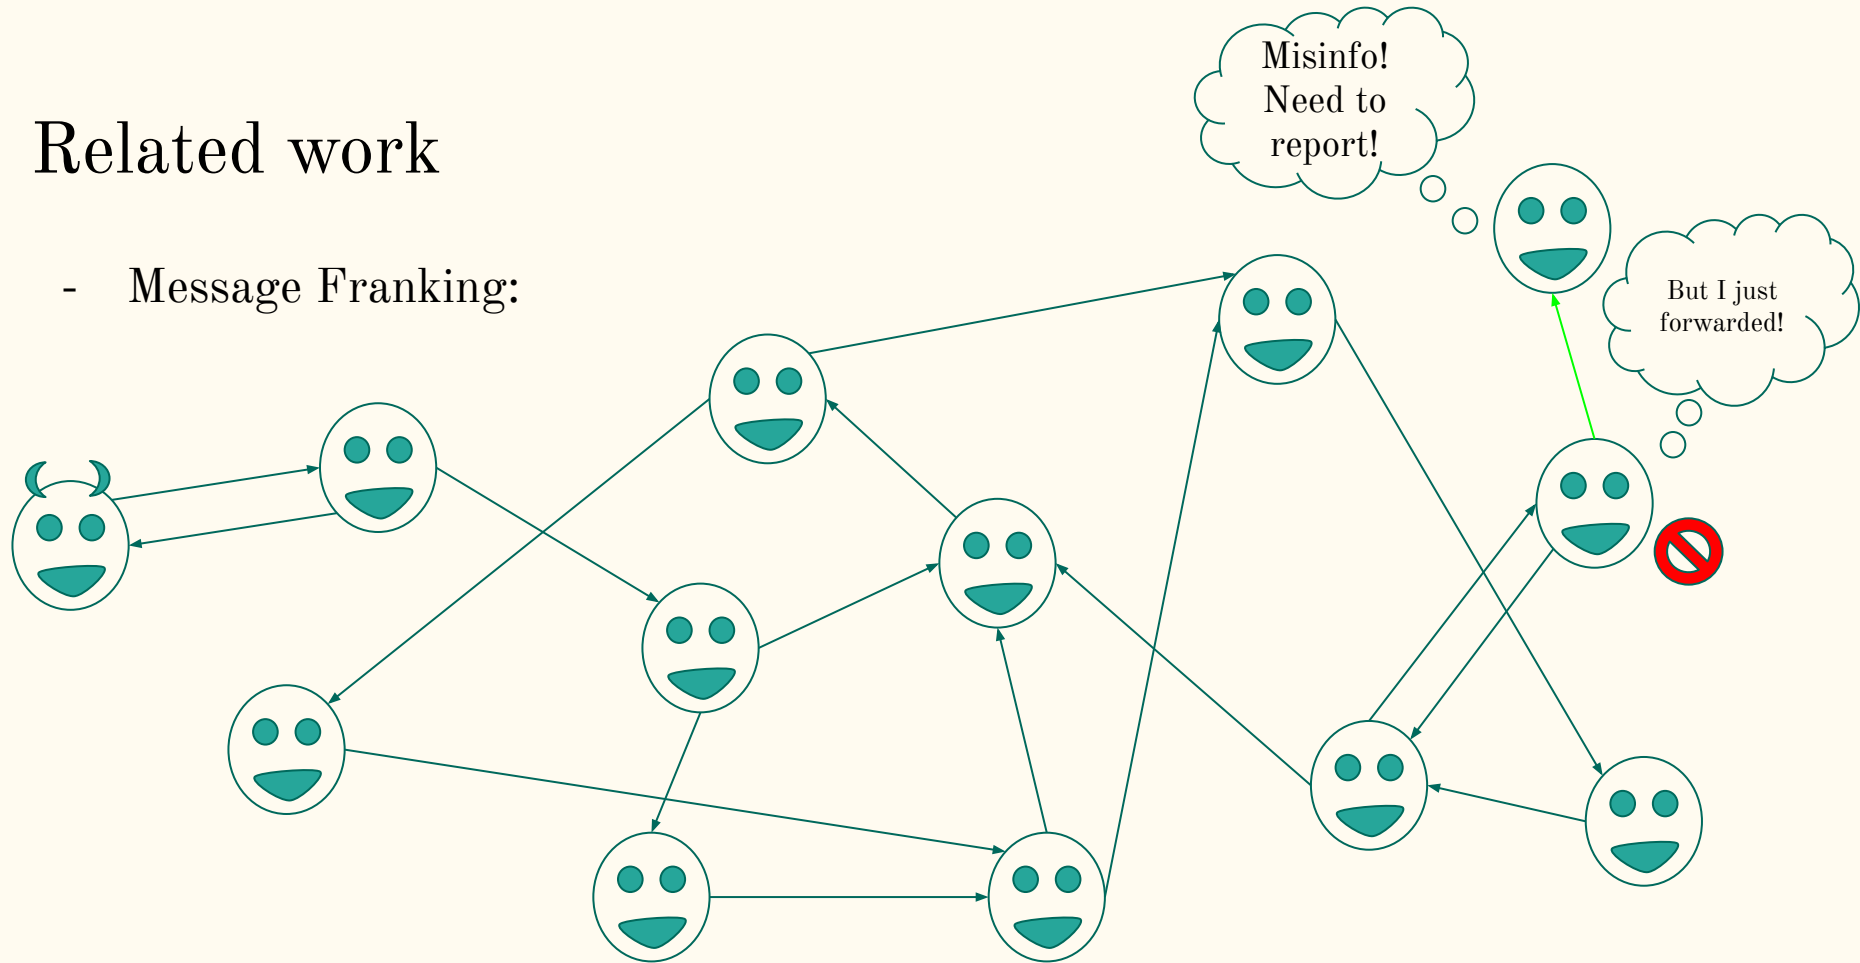 Related work
- Message Franking:
Misinfo!
Need to
report!
But I just
forwarded!